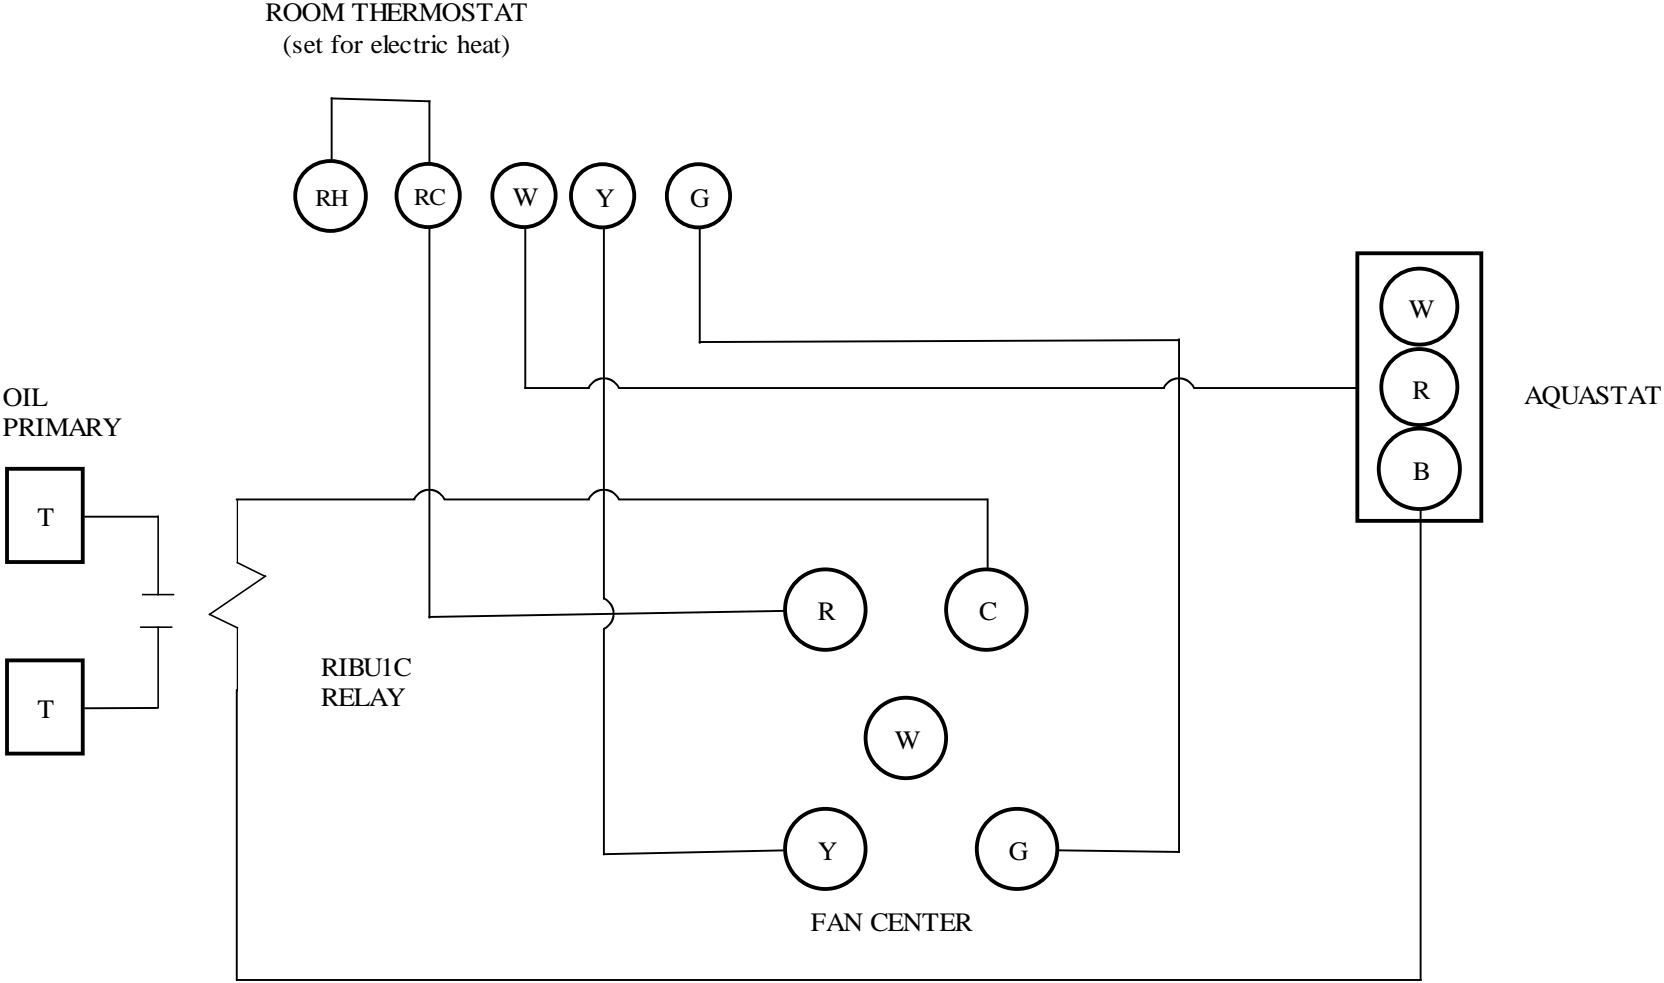 ROOM THERMOSTAT
(set for electric heat)
RH
RC
W
Y
G
W
R
B
AQUASTAT
OIL
PRIMARY
T
T
RIBU1C
RELAY
R
C
W
Y
G
FAN CENTER